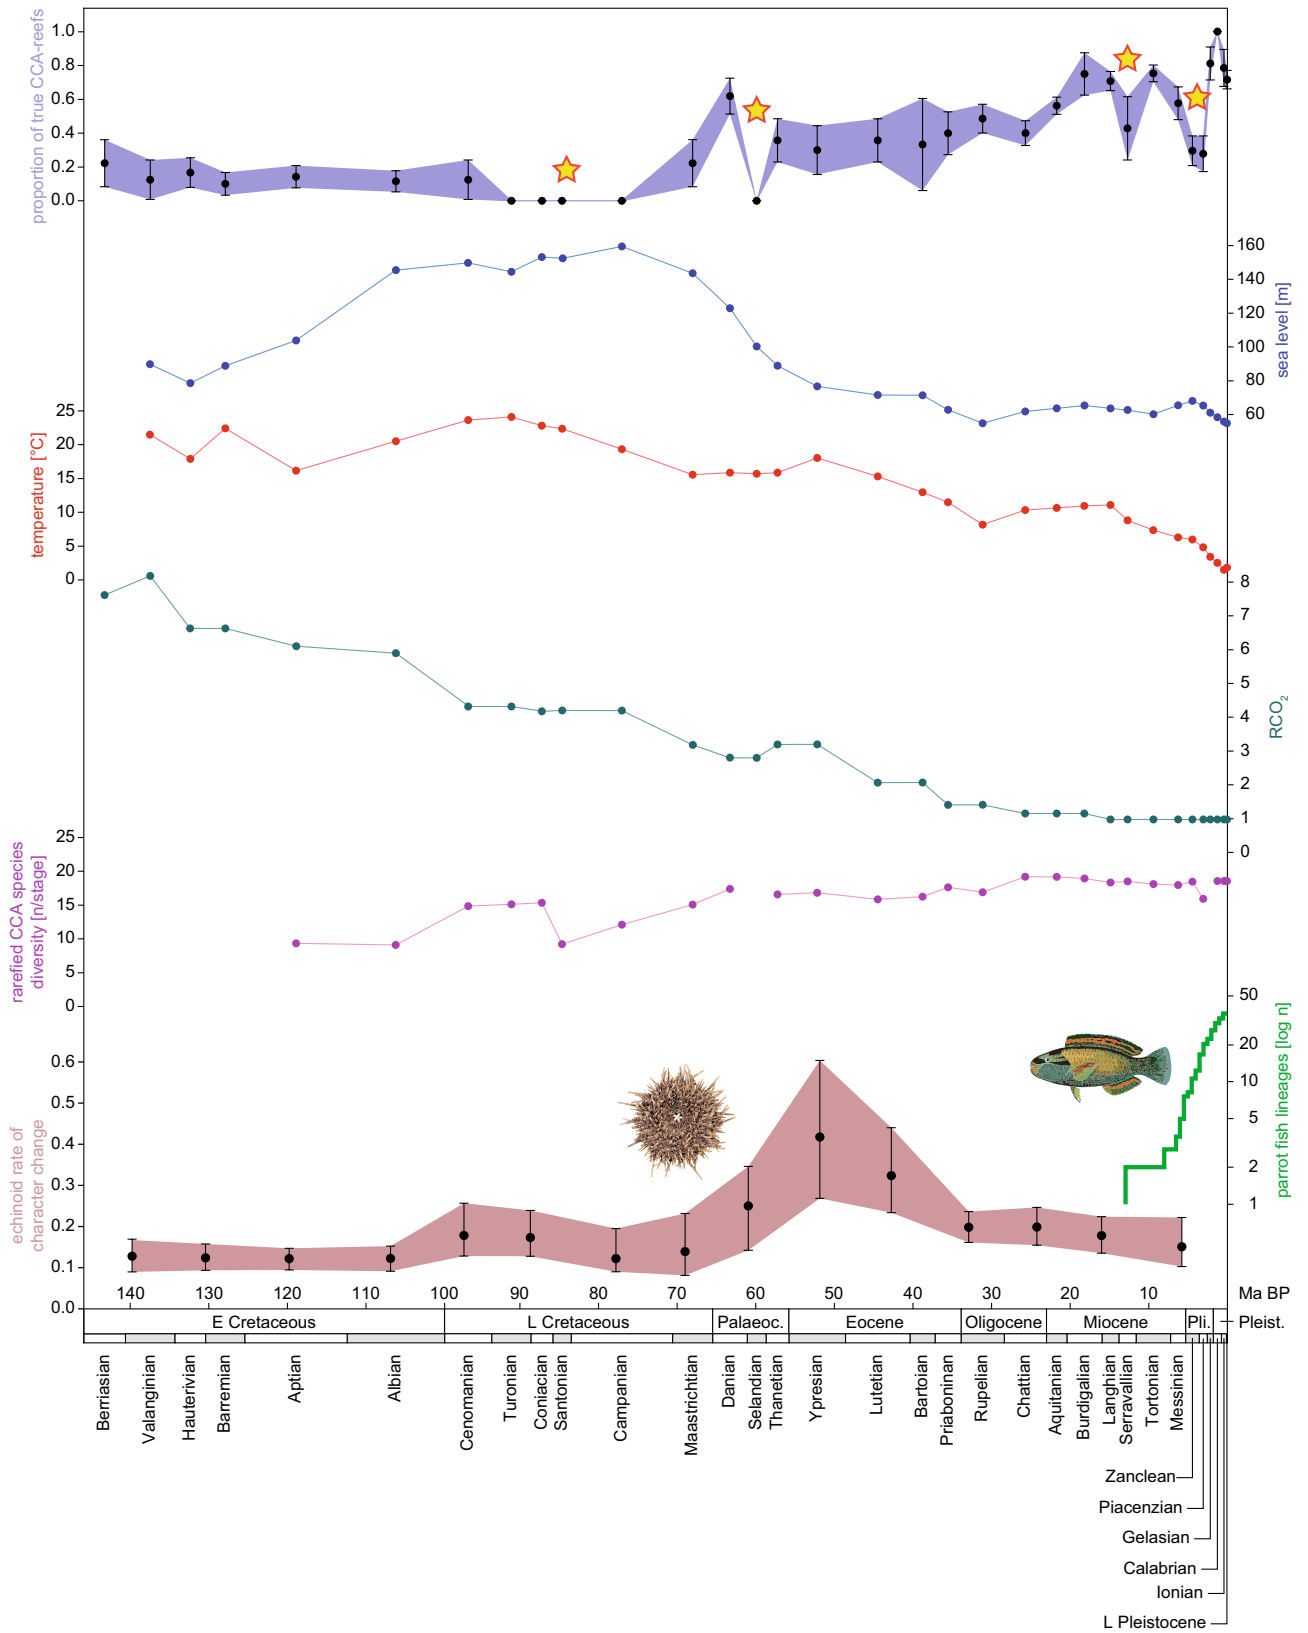 proportion of true CCA-reefs
1.0
0.8
0.6
0.4
0.2
0.0
160
140
120
100
80
60
sea level [m]
temperature [°C]
25
20
15
10
5
0
8
7
6
5
4
3
2
1
0
RCO₂
rarefied CCA species
diversity [n/stage]
25
20
15
10
5
0
50
20
10
5
2
1
parrot fish lineages [log n]
echinoid rate of
character change
0.6
0.5
0.4
0.3
0.2
0.1
0.0
140 130 120 110 100 90 80 70 60 50 40 30 20 10 Ma BP
E Cretaceous L Cretaceous Palaeoc. Eocene Oligocene Miocene Pli. Pleist.
Berriasian
Valanginian
Hauterivian
Barremian
Aptian
Albian
Cenomanian
Turonian
Coniacian
Santonian
Campanian
Maastrichtian
Danian
Selandian
Thanetian
Ypresian
Lutetian
Bartoian
Priaboninan
Rupelian
Chattian
Aquitanian
Burdigalian
Langhian
Serravallian
Tortonian
Messinian
Zanclean
Piacenzian
Gelasian
Calabrian
Ionian
L Pleistocene